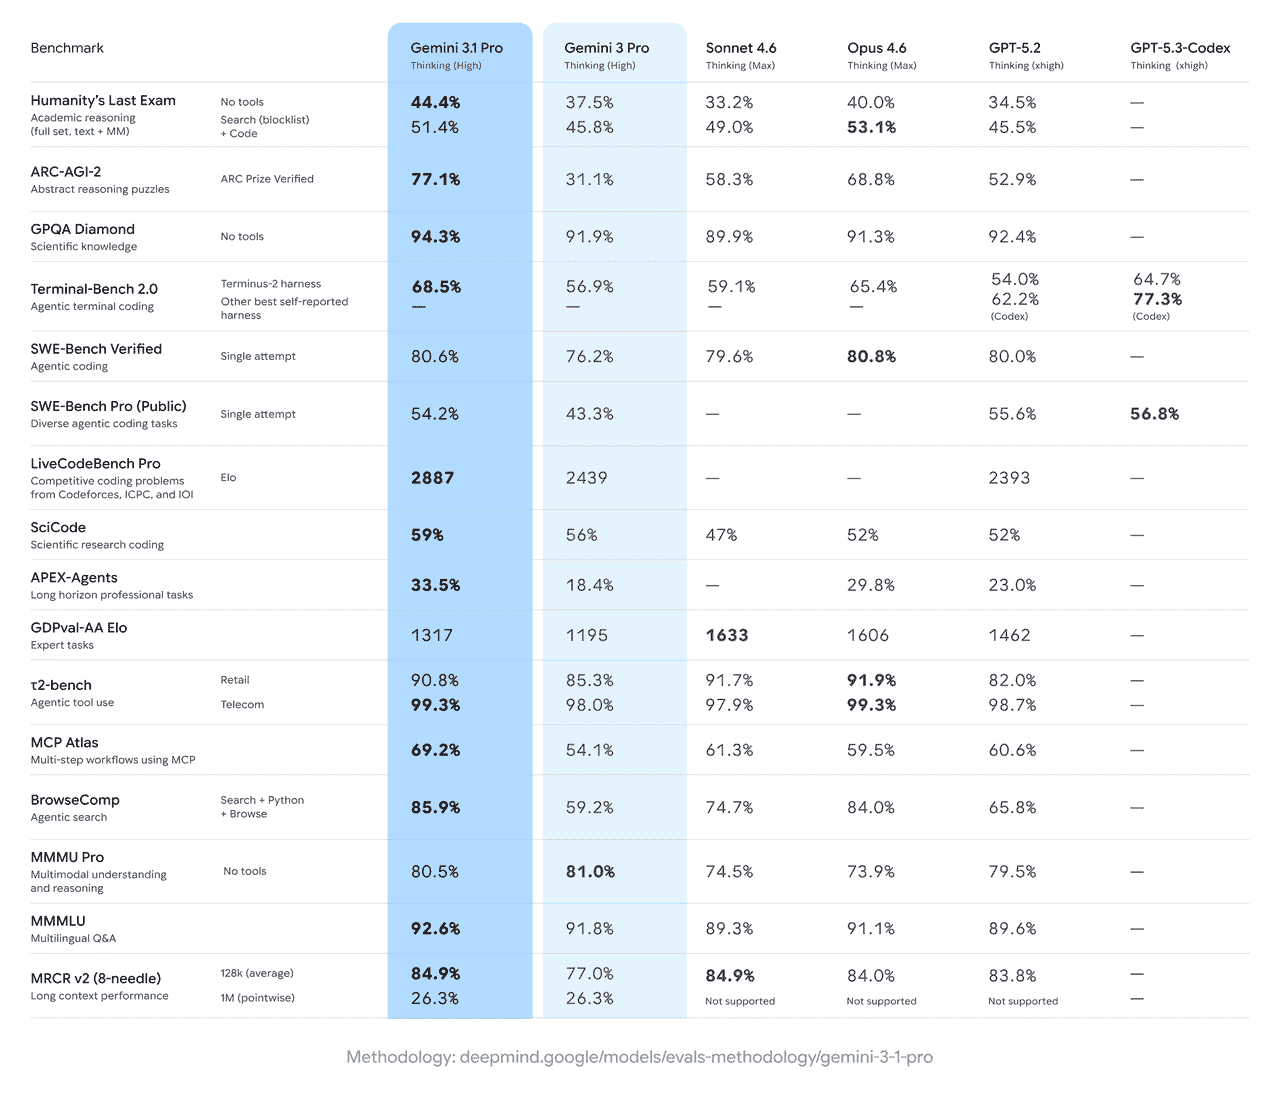 Benchmark Gemini 3.1 Pro Gemini 3 Pro Sonnet 4.6 Opus 4.6 GPT-5.2 GPT-5.3-Codex
Thinking (High) Thinking (High) Thinking (Max) Thinking (Max) Thinking (xhigh) Thinking (xhigh)
Humanity's Last Exam No tools 44.4% 37.5% 33.2% 40.0% 34.5% —
Academic reasoning
(full set, text + MM)
Search (blocklist)
+ Code
51.4% 45.8% 49.0% 53.1% 45.5% —
ARC-AGI-2
Abstract reasoning puzzles
ARC Prize Verified 77.1% 31.1% 58.3% 68.8% 52.9% —
GPQA Diamond
Scientific knowledge
No tools 94.3% 91.9% 89.9% 91.3% 92.4% —
Terminal-Bench 2.0
Agentic terminal coding
Terminus-2 harness 68.5% 56.9% 59.1% 65.4% 54.0% 64.7%
Other best self-reported
harness
— — — — 62.2% 77.3%
(Codex) (Codex)
SWE-Bench Verified
Agentic coding
Single attempt 80.6% 76.2% 79.6% 80.8% 80.0% —
SWE-Bench Pro (Public)
Diverse agentic coding tasks
Single attempt 54.2% 43.3% — — 55.6% 56.8%
LiveCodeBench Pro
Competitive coding problems
from Codeforces, ICPC, and IOI
Elo 2887 2439 — — 2393 —
SciCode
Scientific research coding
59% 56% 47% 52% 52% —
APEX-Agents
Long horizon professional tasks
33.5% 18.4% — 29.8% 23.0% —
GDPval-AA Elo
Expert tasks
1317 1195 1633 1606 1462 —
τ2-bench
Agentic tool use
Retail 90.8% 85.3% 91.7% 91.9% 82.0% —
Telecom 99.3% 98.0% 97.9% 99.3% 98.7% —
MCP Atlas
Multi-step workflows using MCP
69.2% 54.1% 61.3% 59.5% 60.6% —
BrowseComp
Agentic search
Search + Python
+ Browse
85.9% 59.2% 74.7% 84.0% 65.8% —
MMMU Pro
Multimodal understanding
and reasoning
No tools 80.5% 81.0% 74.5% 73.9% 79.5% —
MMMLU
Multilingual Q&A
92.6% 91.8% 89.3% 91.1% 89.6% —
MRCR v2 (8-needle)
Long context performance
128k (average) 84.9% 77.0% 84.9% 84.0% 83.8% —
1M (pointwise) 26.3% 26.3% Not supported Not supported Not supported —
Methodology: deepmind.google/models/evals-methodology/gemini-3-1-pro